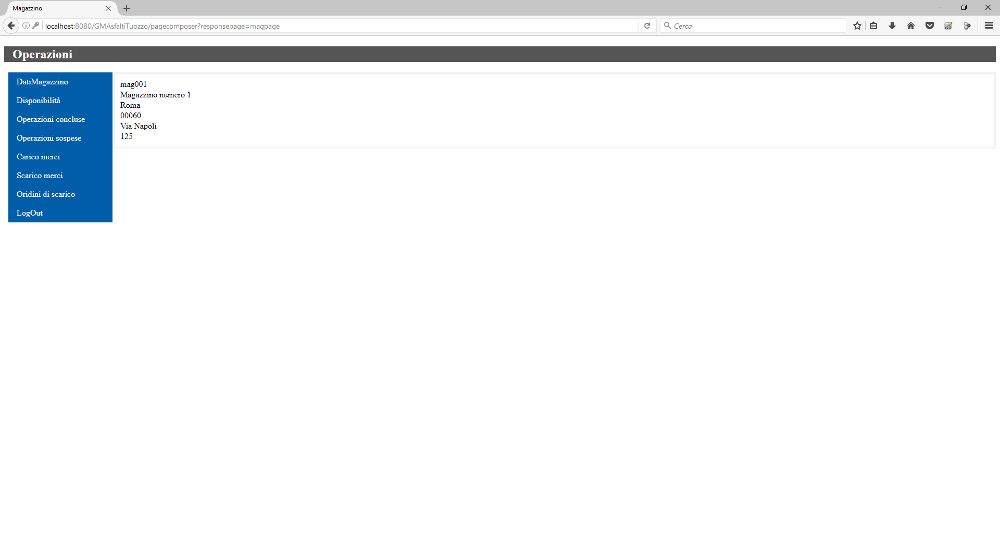 Magazzino
localhost:8080/GMAsfaltiTuozzo/pagecomposer?responsepage=magpage
Cerca
Operazioni
DatiMagazzino
Disponibilità
Operazioni concluse
Operazioni sospese
Carico merci
Scarico merci
Oridini di scarico
LogOut
mag001
Magazzino numero 1
Roma
00060
Via Napoli
125